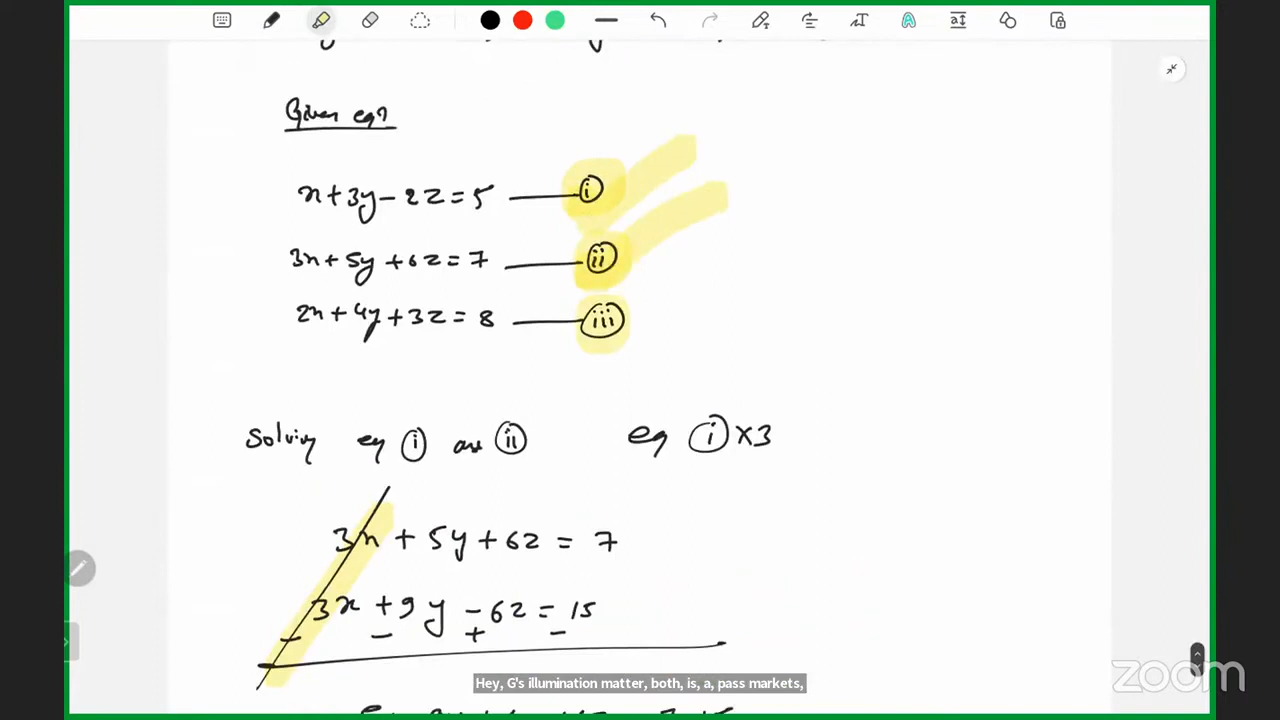 Given eqn
x+3y-2z=5 (i)
3x+5y+6z=7 (ii)
2x+4y+3z=8 (iii)
Solving eq (i) and (ii) eq (i)×3
3x+5y+6z=7
3x+9y-6z=15
- - + -
Hey, G's illumination matter, both, is, a, pass markets,
zoom